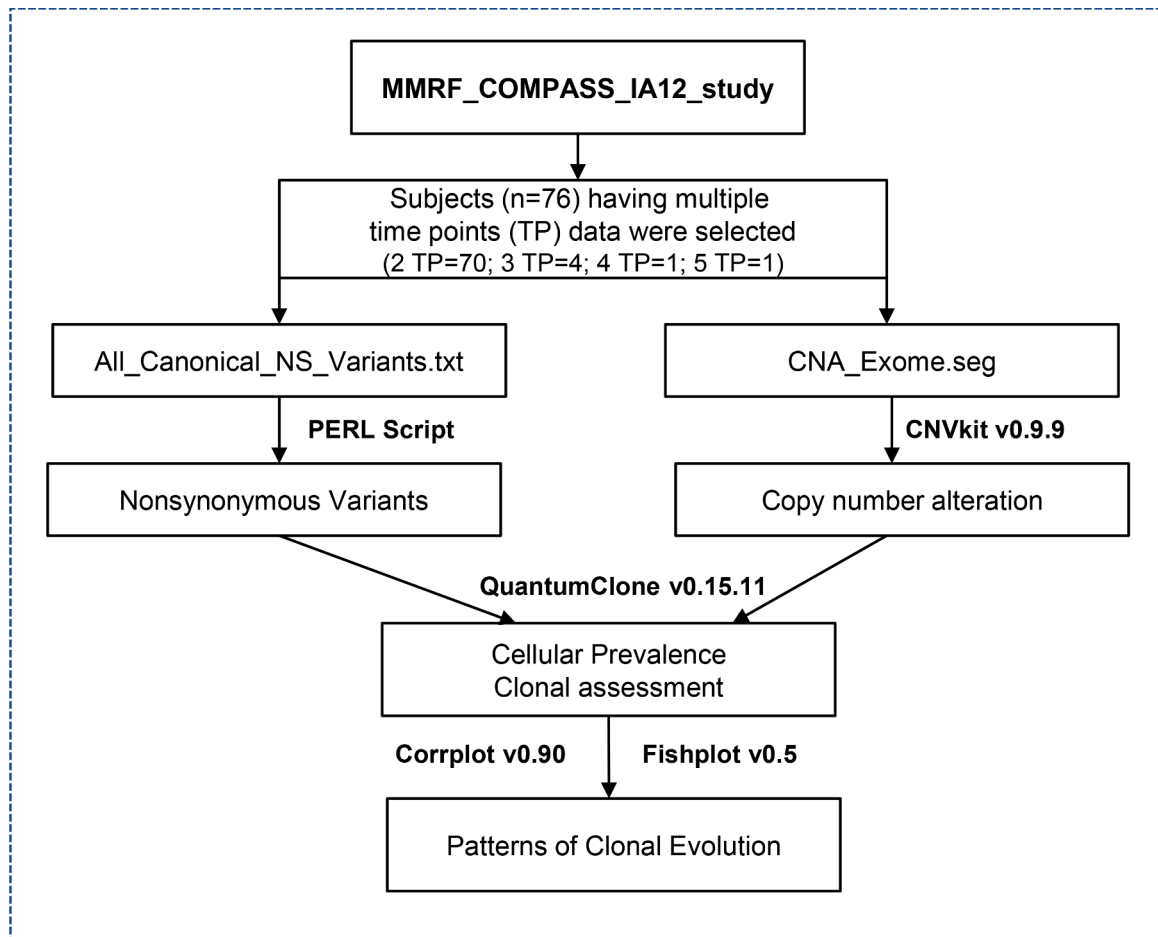 MMRF_COMPASS_IA12_study
Subjects (n=76) having multiple
time points (TP) data were selected
(2 TP=70; 3 TP=4; 4 TP=1; 5 TP=1)
All_Canonical_NS_Variants.txt
CNA_Exome.seg
PERL Script
CNVkit v0.9.9
Nonsynonymous Variants
Copy number alteration
QuantumClone v0.15.11
Cellular Prevalence
Clonal assessment
Corrplot v0.90
Fishplot v0.5
Patterns of Clonal Evolution